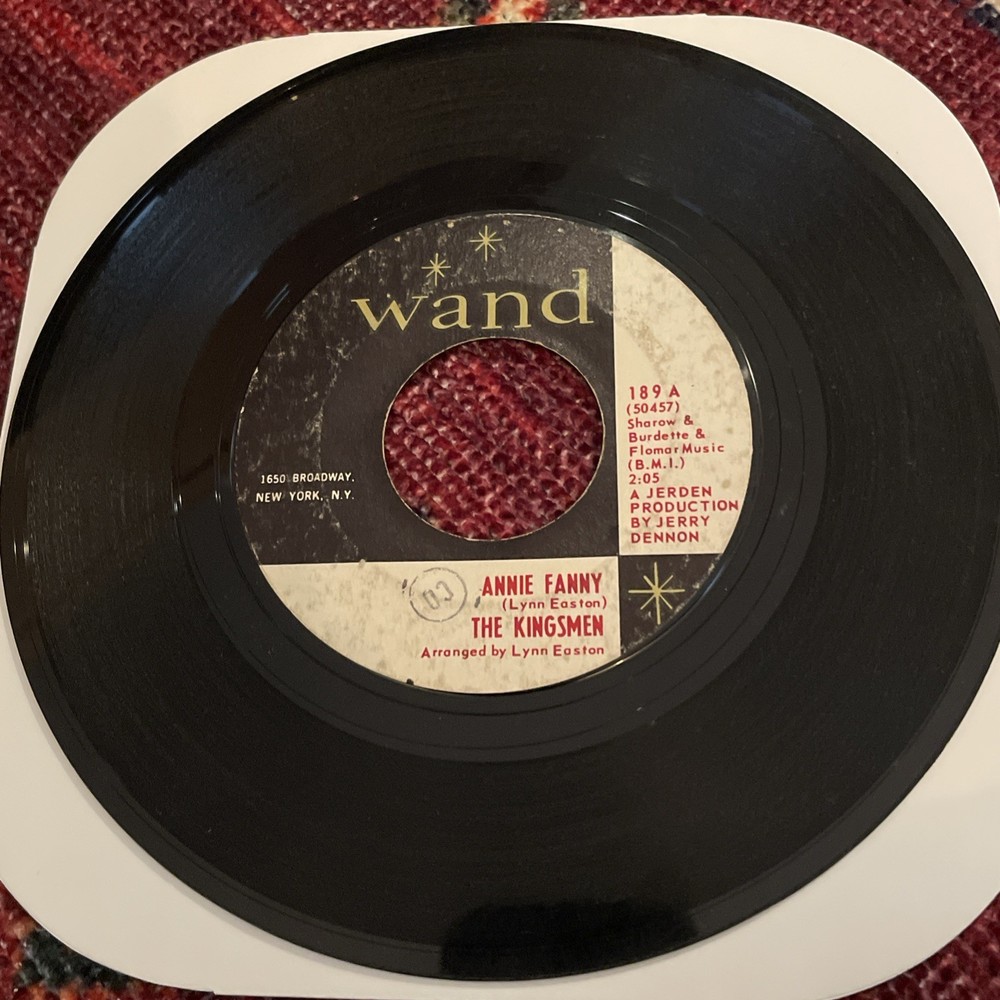 wand
189 A
(50457)
Sharow &
Burdette &
Flomar Music
(B.M.I.)
2:05
A JERDEN
PRODUCTION
BY JERRY
DENNON
1650 BROADWAY.
NEW YORK, N.Y.
ANNIE FANNY
(Lynn Easton)
THE KINGSMEN
Arranged by Lynn Easton